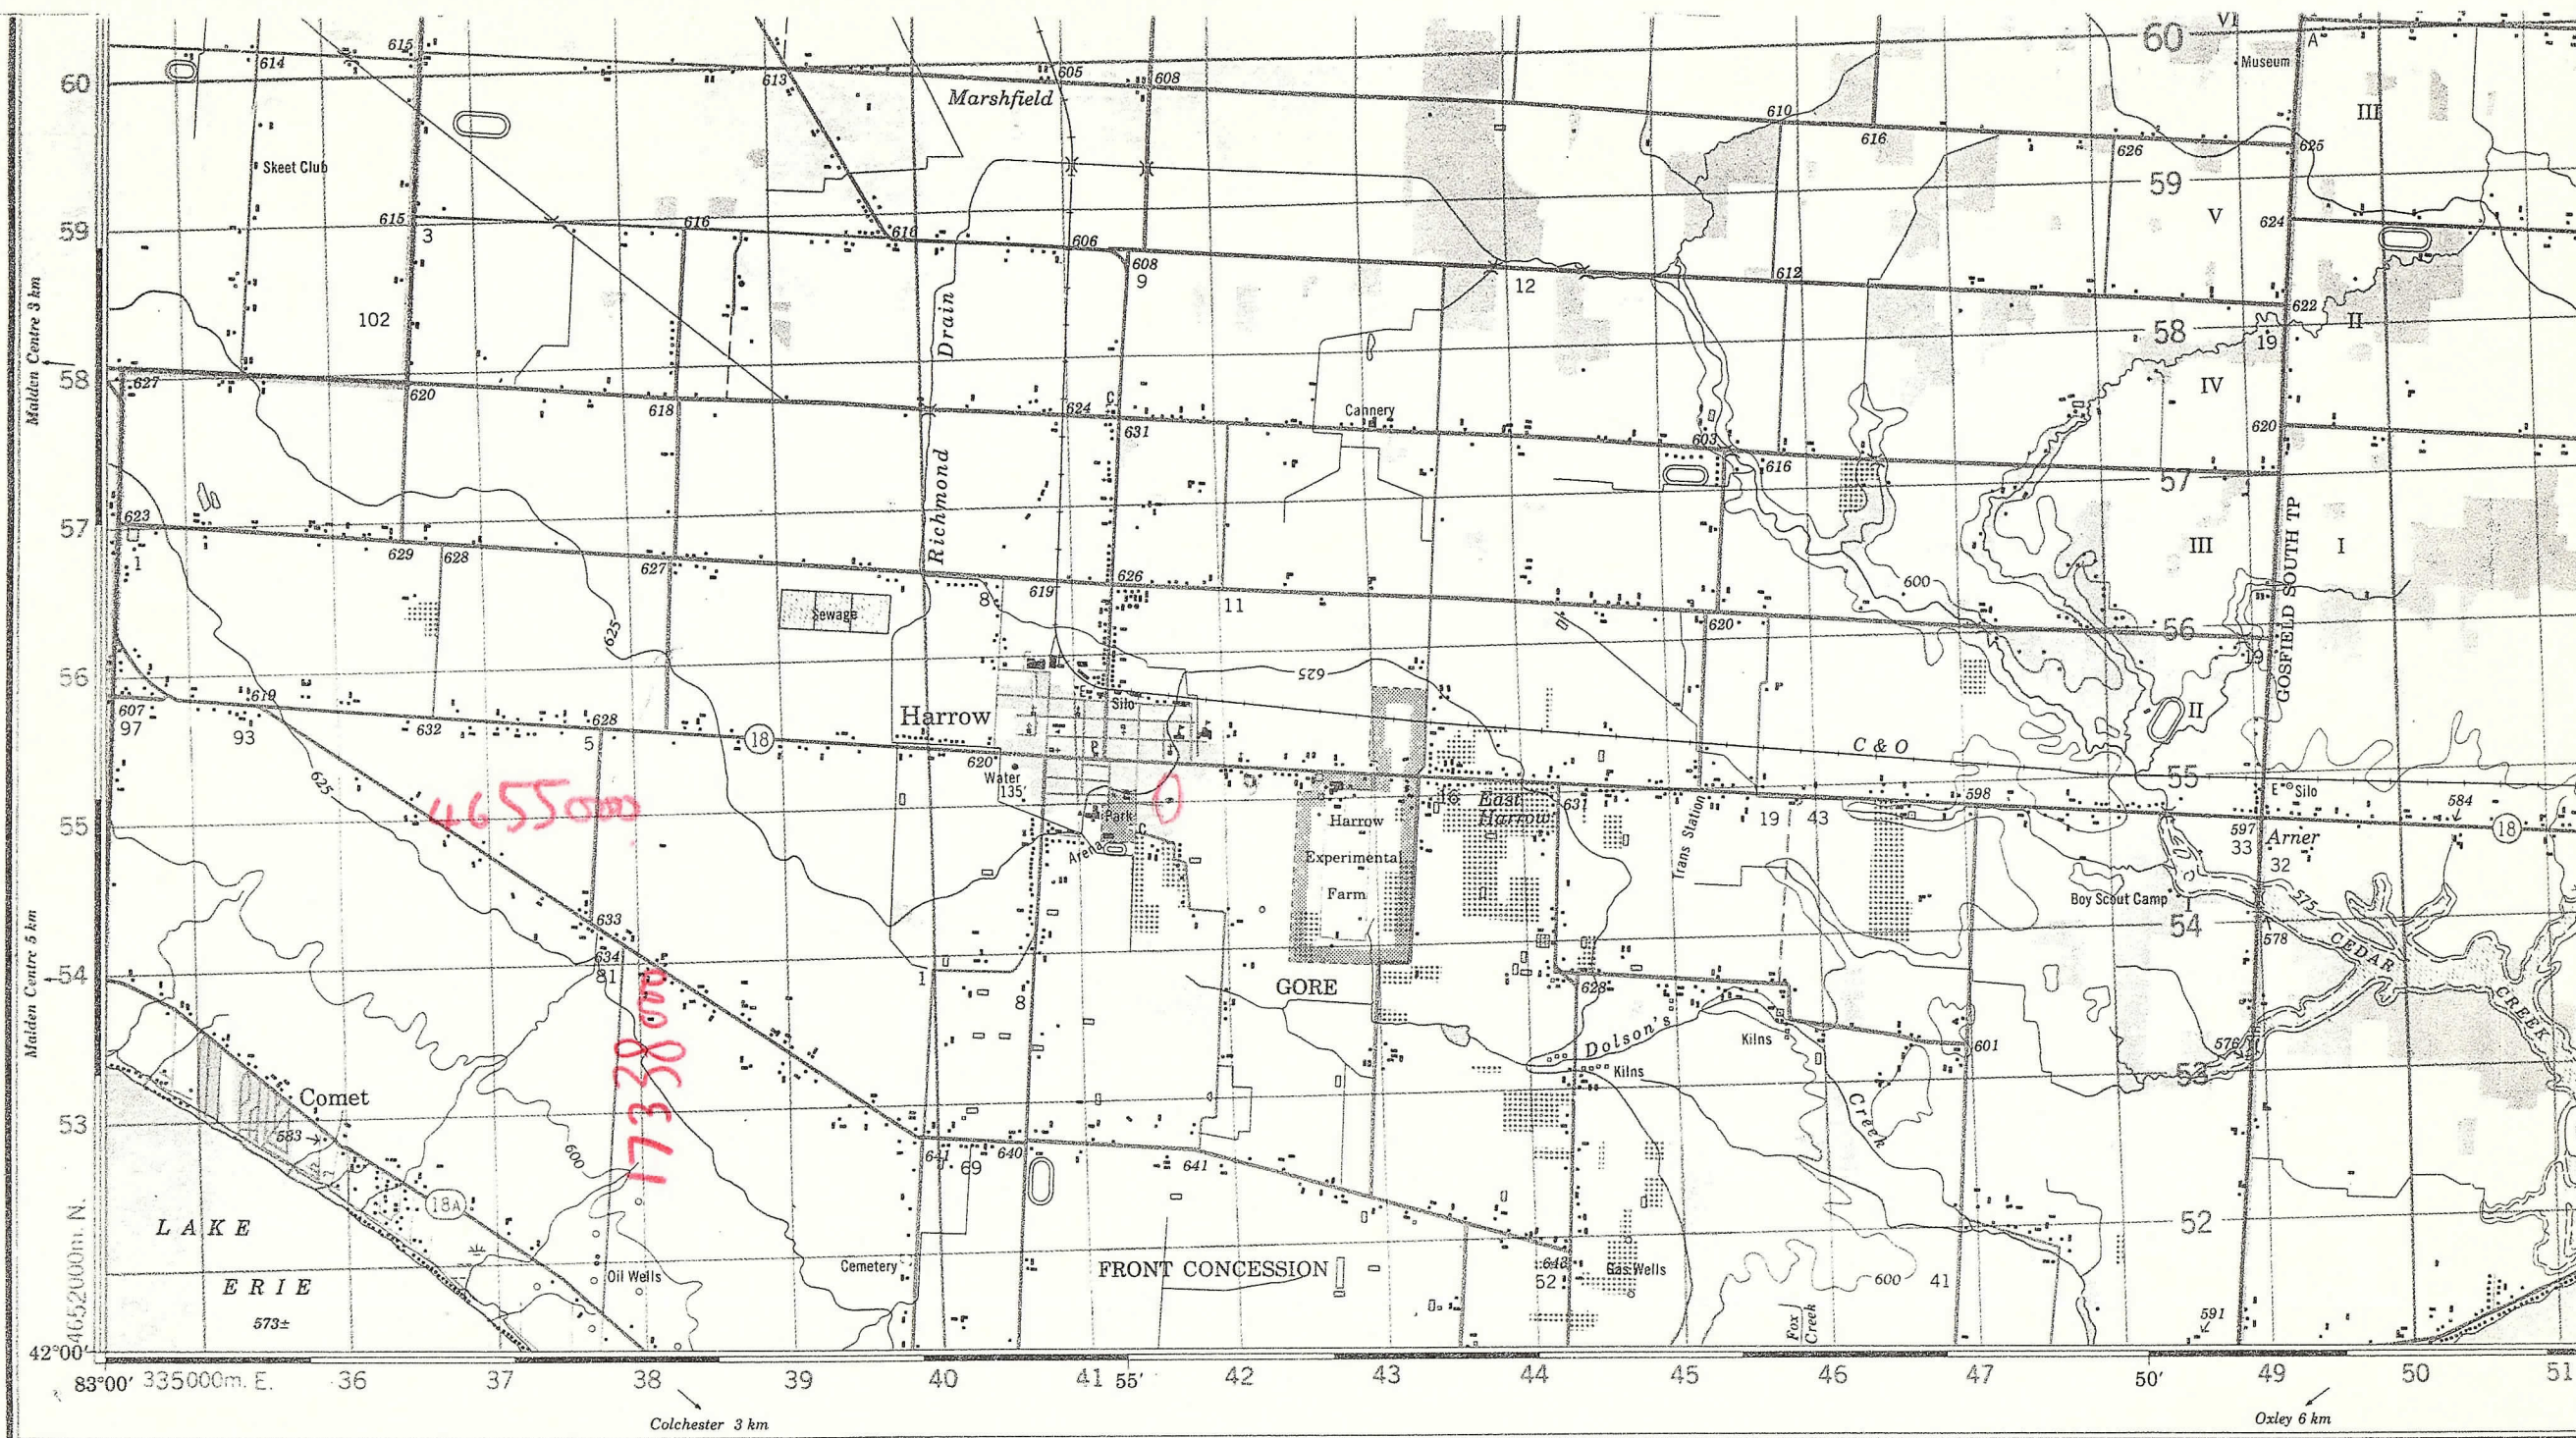 60
VI
A
Museum
615
614
613
605
608
60
Marshfield
610
616
626
625
III
59
Skeet Club
V
624
615
3
616
616
606
608
9
12
612
622
II
59
102
Drain
58
19
Malden Centre 3 km
58
627
620
618
624
C
631
Cannery
603
616
IV
620
57
Richmond
57
623
1
629
628
627
8
619
626
11
600
III
I
GOSFIELD SOUTH TP
Sewage
625
620
56
19
56
625
607
97
619
93
632
628
5
18
Harrow
E
Silo
P
620
Water
135'
II
C & O
55
4655000
0
Park
C
Arena
16
East
Harrow
631
Harrow
Experimental
Farm
Trans Station
19
43
598
E
Silo
584
18
597
33
Arner
32
55
625
Boy Scout Camp
575
54
578
CEDAR
CREEK
633
634
81
54
Malden Centre 5 km
17338000
1
8
GORE
628
Dolson's
Creek
Kilns
Kilns
601
576
53
Comet
583
53
600
641
69
640
641
18A
52
LAKE
ERIE
573±
Oil Wells
Cemetery
FRONT CONCESSION
643
52
Gas Wells
600
41
Fox
Creek
591
4652000m. N.
42°00'
83°00'
335000m. E.
36
37
38
39
40
41
55'
42
43
44
45
46
47
50'
49
50
51
Colchester 3 km
Oxley 6 km